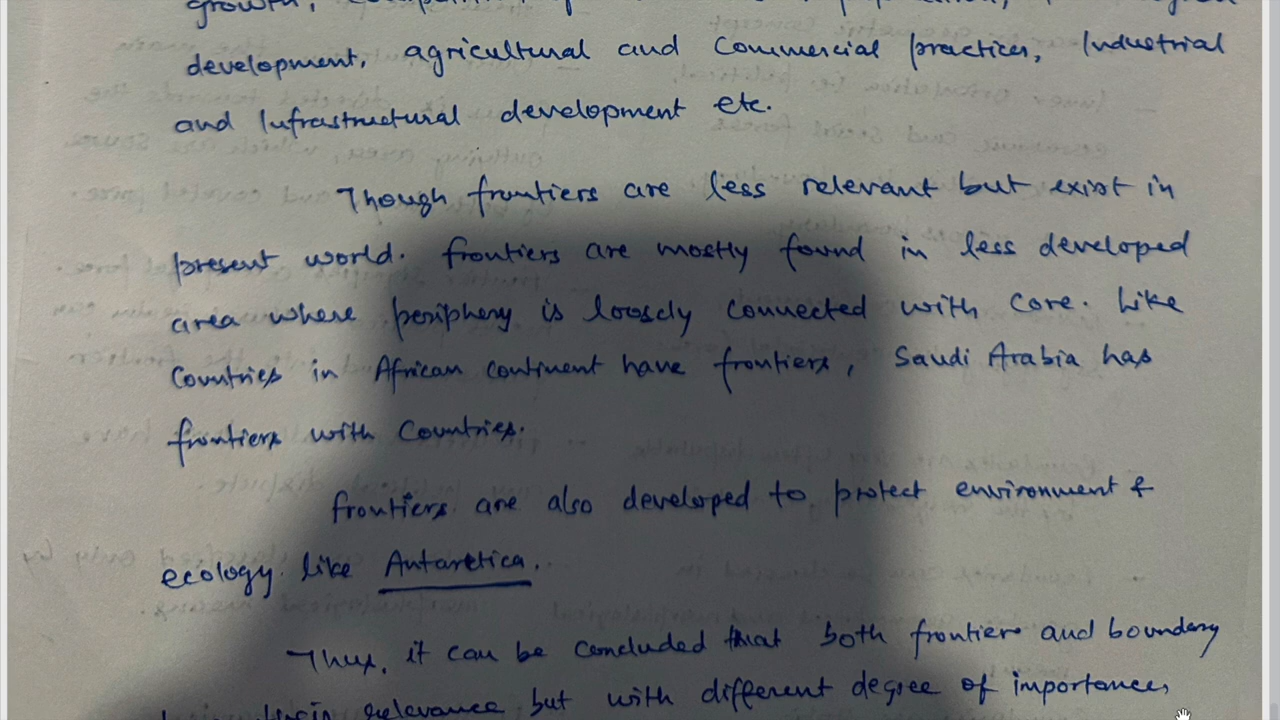 growth,
development, agricultural and commercial practices, Industrial
and Infrastructural development etc.
Though frontiers are less relevant but exist in
present world. frontiers are mostly found in less developed
area where periphery is loosely connected with core. Like
Countries in African continent have frontiers, Saudi Arabia has
frontiers with Countries.
frontiers are also developed to protect environment &
ecology. like Antarctica.
Thus, it can be concluded that both frontier and boundary
relevance but with different degree of importances